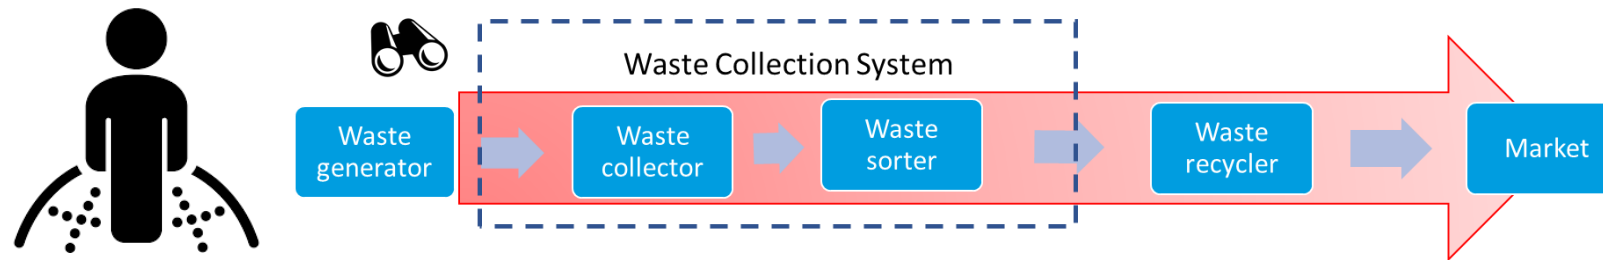 Waste Collection System
Waste
generator
Waste
collector
Waste
sorter
Waste
recycler
Market